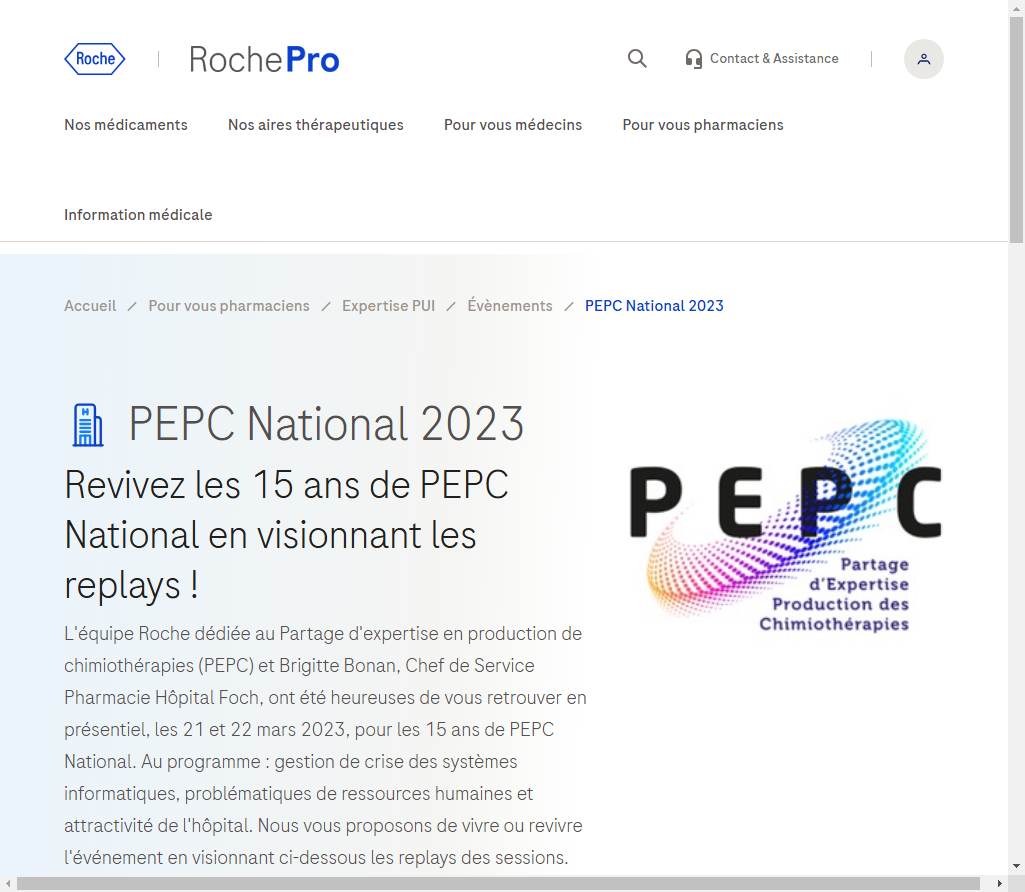 Roche
RochePro
Contact & Assistance
Nos médicaments
Nos aires thérapeutiques
Pour vous médecins
Pour vous pharmaciens
Information médicale
Accueil / Pour vous pharmaciens / Expertise PUI / Évènements / PEPC National 2023
H
PEPC National 2023
Revivez les 15 ans de PEPC
National en visionnant les
replays !
L'équipe Roche dédiée au Partage d'expertise en production de
chimiothérapies (PEPC) et Brigitte Bonan, Chef de Service
Pharmacie Hôpital Foch, ont été heureuses de vous retrouver en
présentiel, les 21 et 22 mars 2023, pour les 15 ans de PEPC
National. Au programme : gestion de crise des systèmes
informatiques, problématiques de ressources humaines et
attractivité de l'hôpital. Nous vous proposons de vivre ou revivre
l'événement en visionnant ci-dessous les replays des sessions.
PEPC
Partage
d'Expertise
Production des
Chimiothérapies